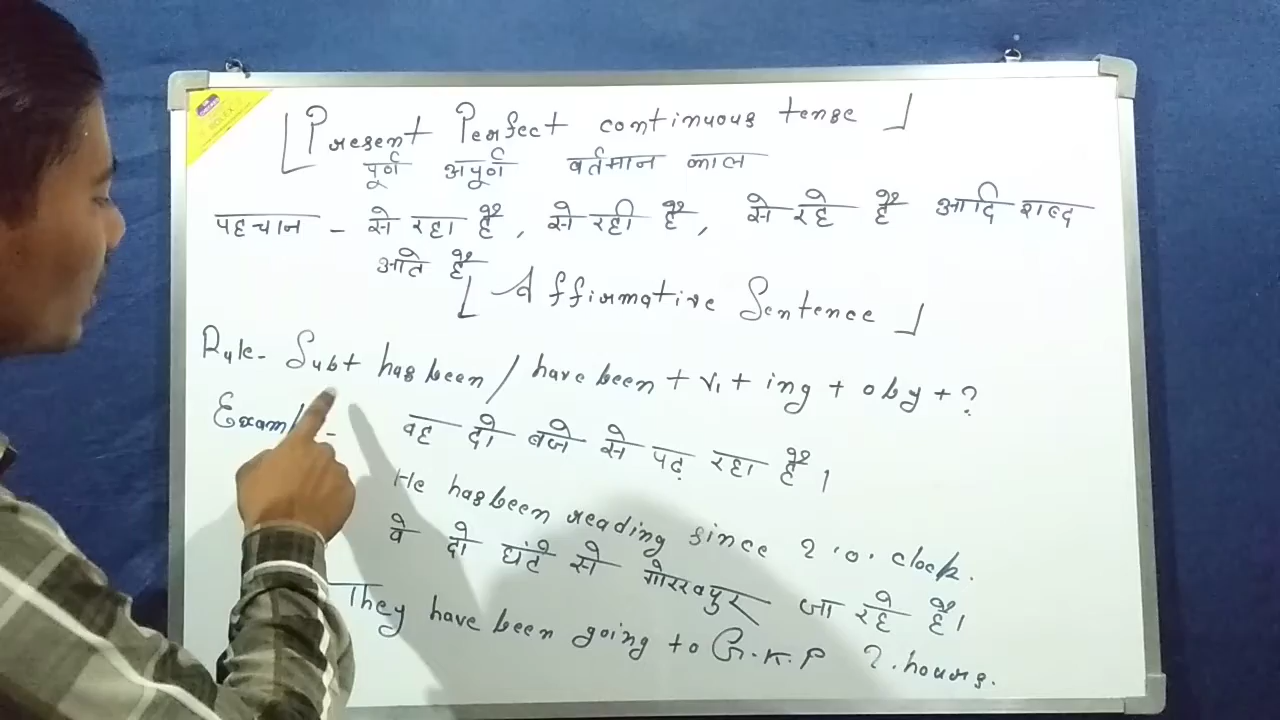 [Present Perfect continuous tense]
पूर्ण अपूर्ण वर्तमान काल
पहचान - से रहा है, से रही है, से रहे हैं आदि शब्द
आते हैं
[Affirmative Sentence]
Rule- Subt has been / have been + V1 + ing + oby + ?
Exam -
वह दो बजे से पढ़ रहा है।
He has been reading since 2 'o' clock.
वे दो घंटे से गोरखपुर जा रहे हैं।
They have been going to G.K.P 2. hours.